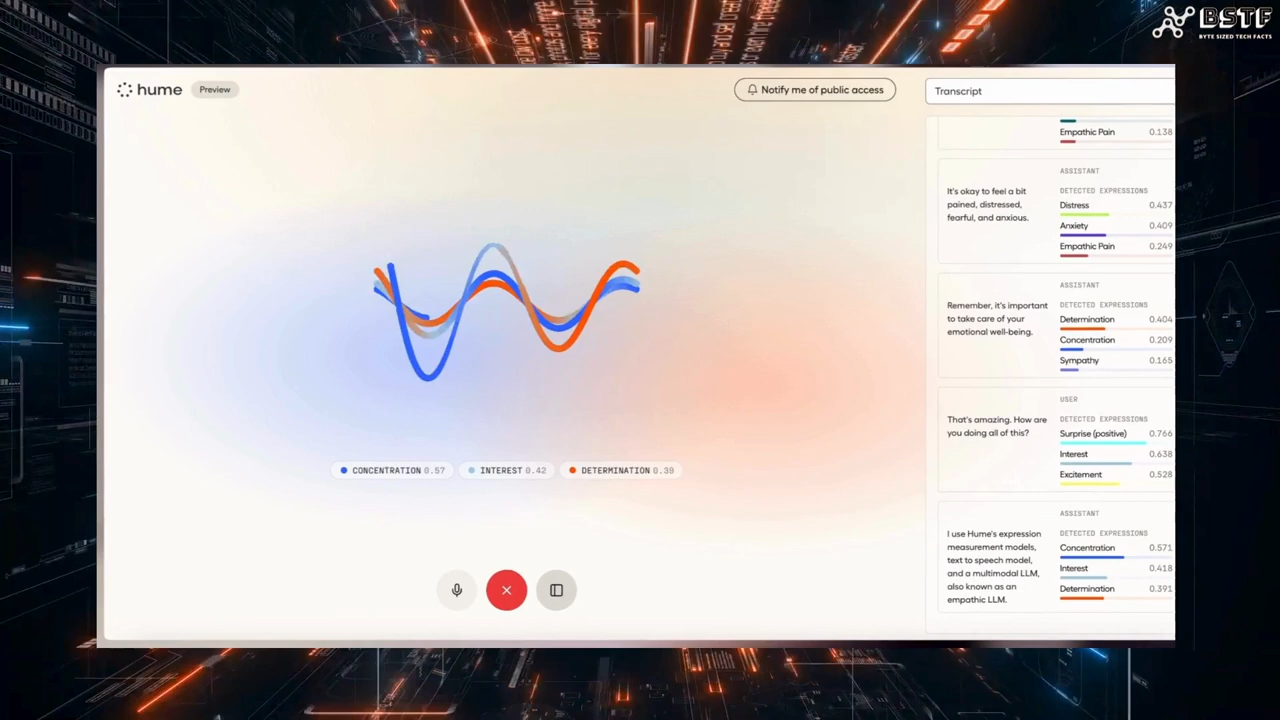 BSTF
BYTE SIZED TECH FACTS
hume
Preview
Notify me of public access
CONCENTRATION 0.57
INTEREST 0.42
DETERMINATION 0.39
Transcript
Empathic Pain 0.138
ASSISTANT
It's okay to feel a bit
pained, distressed,
fearful, and anxious.
DETECTED EXPRESSIONS
Distress 0.437
Anxiety 0.409
Empathic Pain 0.249
ASSISTANT
Remember, it's important
to take care of your
emotional well-being.
DETECTED EXPRESSIONS
Determination 0.404
Concentration 0.209
Sympathy 0.165
USER
That's amazing. How are
you doing all of this?
DETECTED EXPRESSIONS
Surprise (positive) 0.766
Interest 0.638
Excitement 0.528
ASSISTANT
I use Hume's expression
measurement models,
text to speech model,
and a multimodal LLM,
also known as an
empathic LLM.
DETECTED EXPRESSIONS
Concentration 0.571
Interest 0.418
Determination 0.391